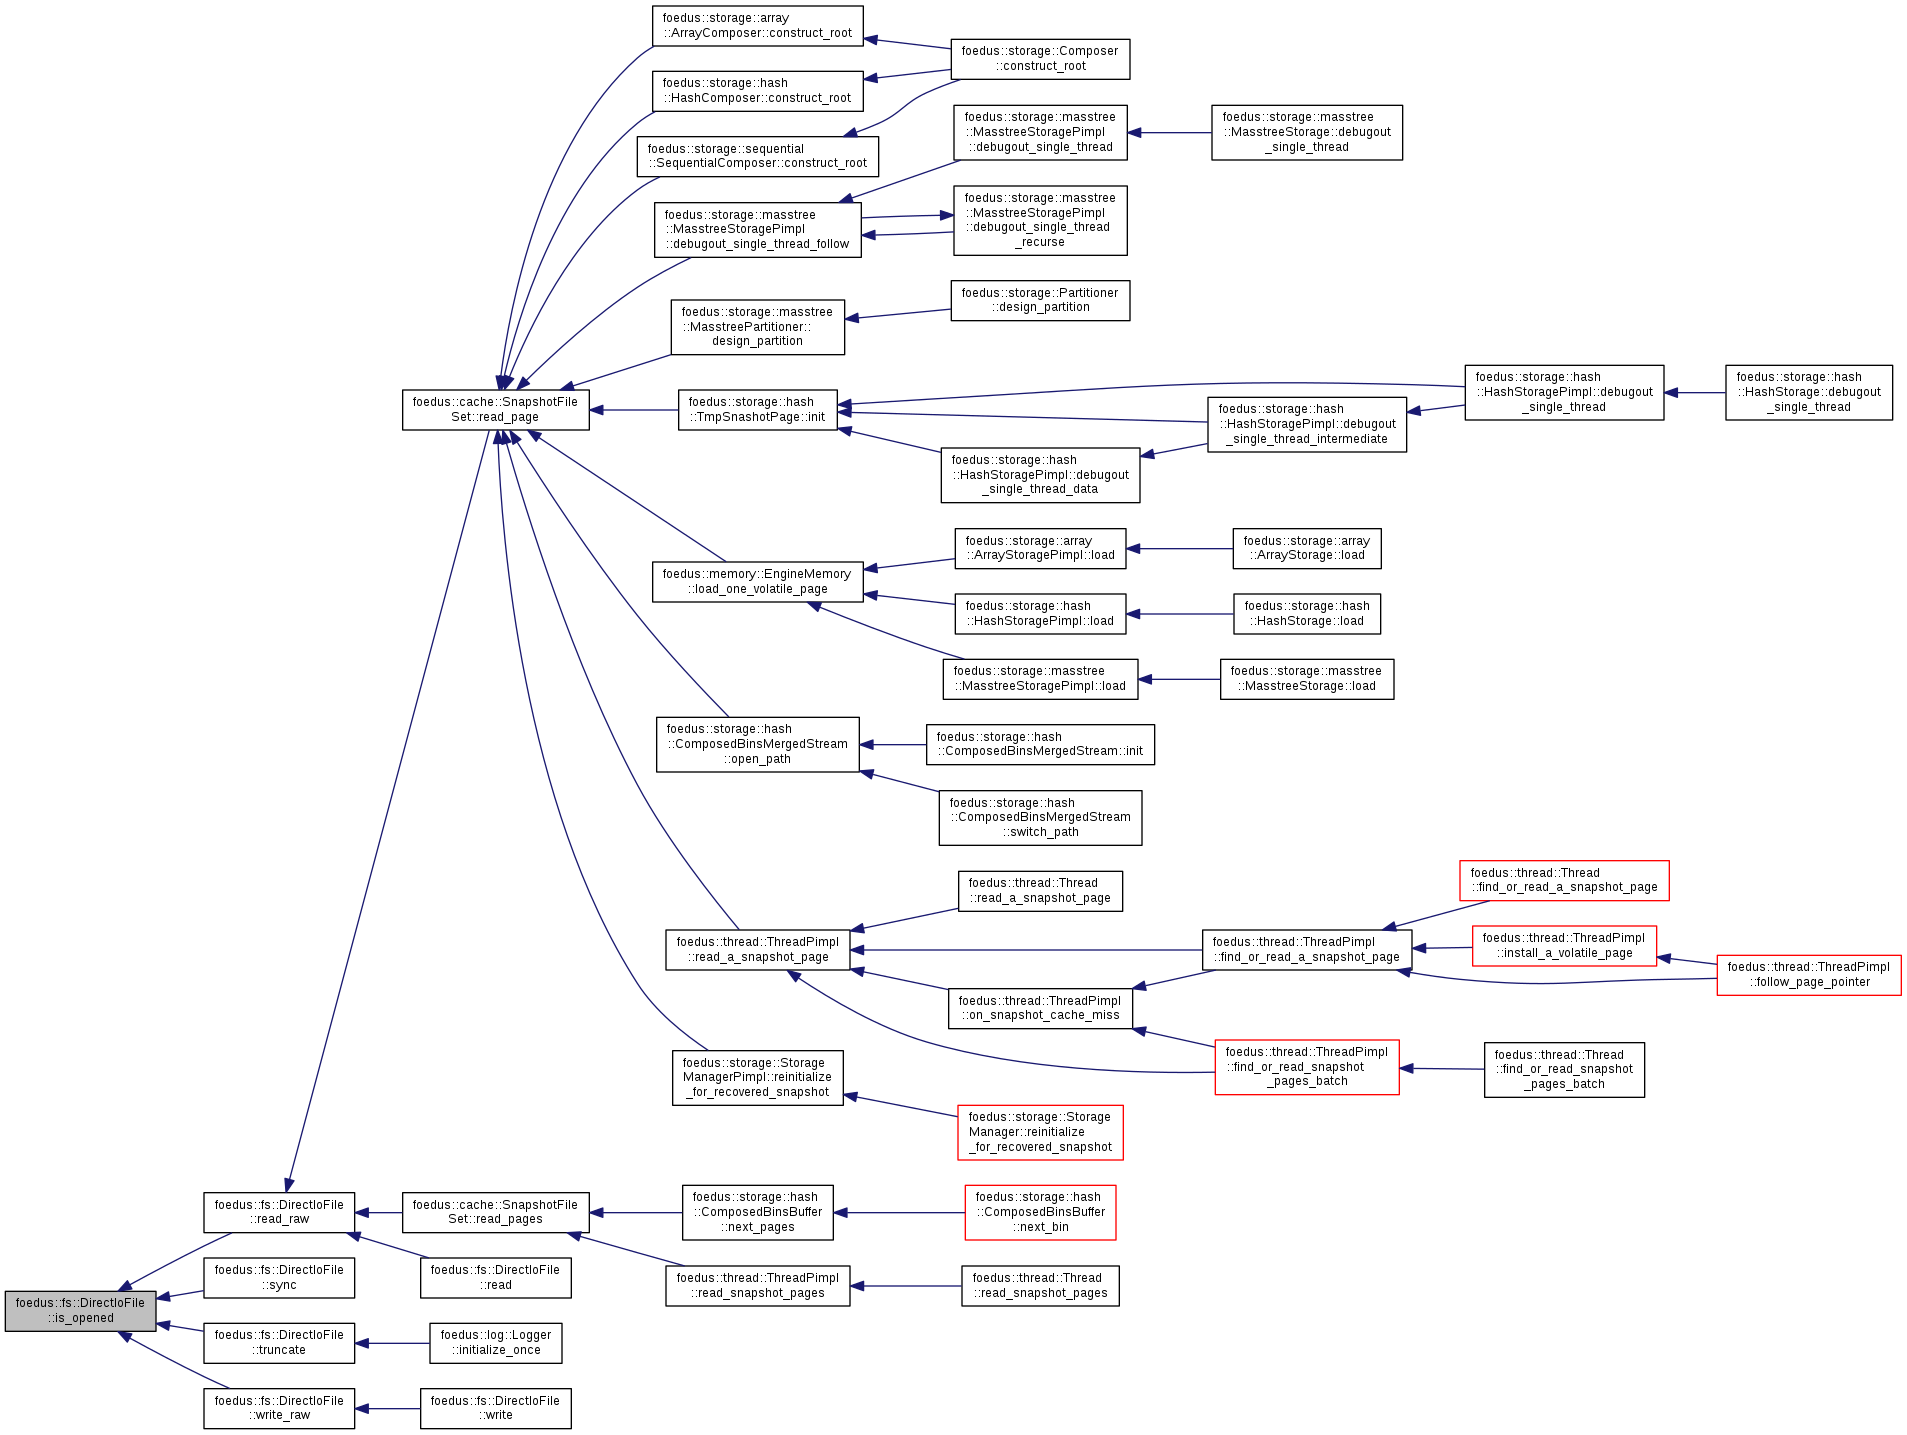 foedus::storage::array
::ArrayComposer::construct_root
foedus::storage::Composer
::construct_root
foedus::storage::hash
::HashComposer::construct_root
foedus::storage::sequential
::SequentialComposer::construct_root
foedus::storage::masstree
::MasstreeStoragePimpl
::debugout_single_thread
foedus::storage::masstree
::MasstreeStorage::debugout
_single_thread
foedus::storage::masstree
::MasstreeStoragePimpl
::debugout_single_thread_follow
foedus::storage::masstree
::MasstreeStoragePimpl
::debugout_single_thread
_recurse
foedus::storage::masstree
::MasstreePartitioner::
design_partition
foedus::storage::Partitioner
::design_partition
foedus::cache::SnapshotFile
Set::read_page
foedus::storage::hash
::TmpSnashotPage::init
foedus::storage::hash
::HashStoragePimpl::debugout
_single_thread_intermediate
foedus::storage::hash
::HashStoragePimpl::debugout
_single_thread
foedus::storage::hash
::HashStorage::debugout
_single_thread
foedus::storage::hash
::HashStoragePimpl::debugout
_single_thread_data
foedus::memory::EngineMemory
::load_one_volatile_page
foedus::storage::array
::ArrayStoragePimpl::load
foedus::storage::array
::ArrayStorage::load
foedus::storage::hash
::HashStoragePimpl::load
foedus::storage::hash
::HashStorage::load
foedus::storage::masstree
::MasstreeStoragePimpl::load
foedus::storage::masstree
::MasstreeStorage::load
foedus::storage::hash
::ComposedBinsMergedStream
::open_path
foedus::storage::hash
::ComposedBinsMergedStream::init
foedus::storage::hash
::ComposedBinsMergedStream
::switch_path
foedus::thread::ThreadPimpl
::read_a_snapshot_page
foedus::thread::Thread
::read_a_snapshot_page
foedus::thread::ThreadPimpl
::find_or_read_a_snapshot_page
foedus::thread::Thread
::find_or_read_a_snapshot_page
foedus::thread::ThreadPimpl
::install_a_volatile_page
foedus::thread::ThreadPimpl
::follow_page_pointer
foedus::thread::ThreadPimpl
::on_snapshot_cache_miss
foedus::thread::ThreadPimpl
::find_or_read_snapshot
_pages_batch
foedus::thread::Thread
::find_or_read_snapshot
_pages_batch
foedus::storage::Storage
ManagerPimpl::reinitialize
_for_recovered_snapshot
foedus::storage::Storage
Manager::reinitialize
_for_recovered_snapshot
foedus::fs::DirectIoFile
::read_raw
foedus::cache::SnapshotFile
Set::read_pages
foedus::storage::hash
::ComposedBinsBuffer
::next_pages
foedus::storage::hash
::ComposedBinsBuffer
::next_bin
foedus::fs::DirectIoFile
::sync
foedus::fs::DirectIoFile
::read
foedus::thread::ThreadPimpl
::read_snapshot_pages
foedus::thread::Thread
::read_snapshot_pages
foedus::fs::DirectIoFile
::is_opened
foedus::fs::DirectIoFile
::truncate
foedus::log::Logger
::initialize_once
foedus::fs::DirectIoFile
::write_raw
foedus::fs::DirectIoFile
::write